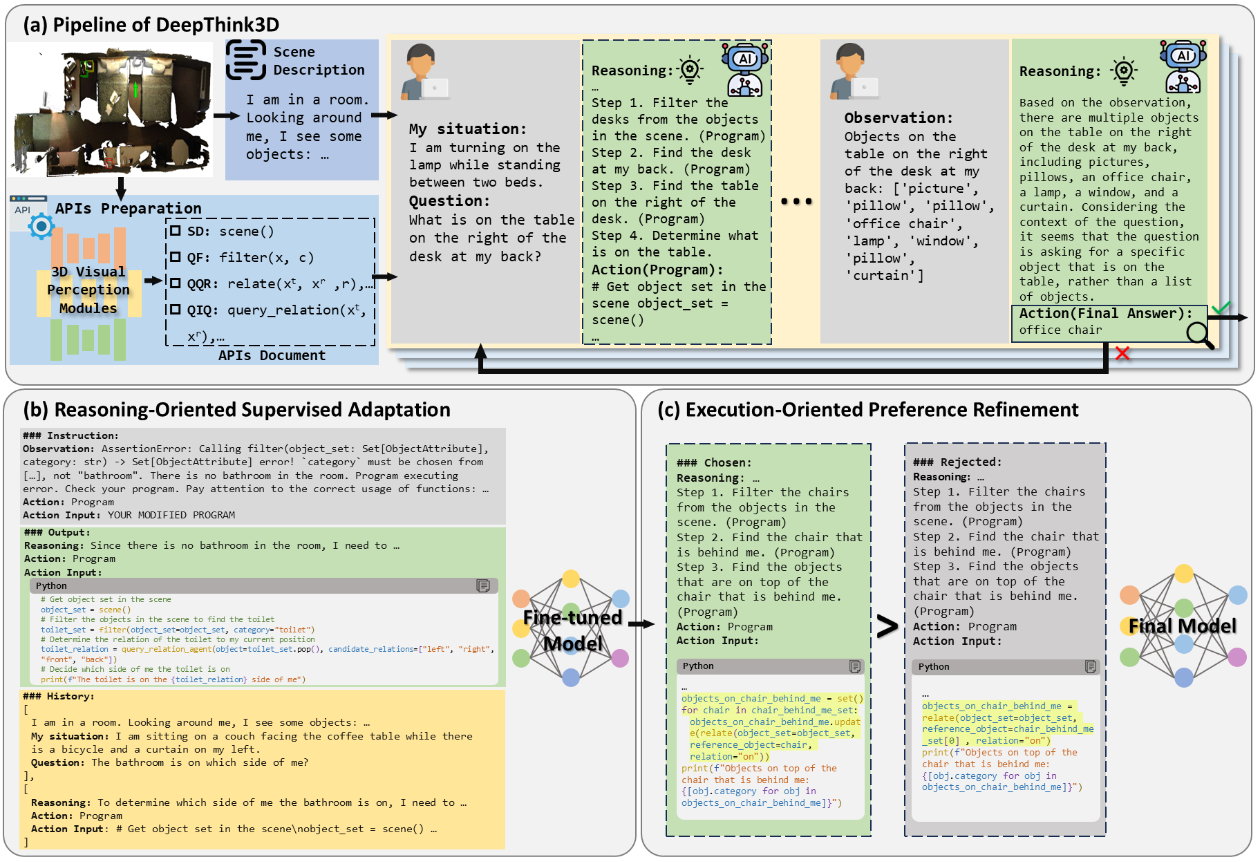 (a) Pipeline of DeepThink3D
Scene
Description
I am in a room.
Looking around
me, I see some
objects: …
API
APIs Preparation
3D Visual
Perception
Modules
SD: scene()
QF: filter(x, c)
QQR: relate(xᵗ, xʳ ,r),…
QIQ: query_relation(xᵗ,
xʳ),…
APIs Document
My situation:
I am turning on the
lamp while standing
between two beds.
Question:
What is on the table
on the right of the
desk at my back?
AI
Reasoning:
…
Step 1. Filter the
desks from the objects
in the scene. (Program)
Step 2. Find the desk
at my back. (Program)
Step 3. Find the table
on the right of the
desk. (Program)
Step 4. Determine what
is on the table.
Action(Program):
# Get object set in the
scene object_set =
scene()
…
Observation:
Objects on the
table on the right
of the desk at my
back: ['picture',
'pillow', 'pillow',
'office chair',
'lamp', 'window',
'pillow',
'curtain']
AI
Reasoning:
Based on the observation,
there are multiple objects
on the table on the right
of the desk at my back,
including pictures,
pillows, an office chair,
a lamp, a window, and a
curtain. Considering the
context of the question,
it seems that the question
is asking for a specific
object that is on the
table, rather than a list
of objects.
Action(Final Answer):
office chair
(b) Reasoning-Oriented Supervised Adaptation
### Instruction:
Observation: AssertionError: Calling filter(object_set: Set[ObjectAttribute],
category: str) -> Set[ObjectAttribute] error! `category` must be chosen from
[…], not "bathroom". There is no bathroom in the room. Program executing
error. Check your program. Pay attention to the correct usage of functions: …
Action: Program
Action Input: YOUR MODIFIED PROGRAM
### Output:
Reasoning: Since there is no bathroom in the room, I need to …
Action: Program
Action Input:
Python
# Get object set in the scene
object_set = scene()
# Filter the objects in the scene to find the toilet
toilet_set = filter(object_set=object_set, category="toilet")
# Determine the relation of the toilet to my current position
toilet_relation = query_relation_agent(object=toilet_set.pop(), candidate_relations=["left", "right",
"front", "back"])
# Decide which side of me the toilet is on
print(f"The toilet is on the {toilet_relation} side of me")
### History:
[
I am in a room. Looking around me, I see some objects: …
My situation: I am sitting on a couch facing the coffee table while there
is a bicycle and a curtain on my left.
Question: The bathroom is on which side of me?
],
[
Reasoning: To determine which side of me the bathroom is on, I need to …
Action: Program
Action Input: # Get object set in the scene\nobject_set = scene() …
]
Fine-tuned
Model
(c) Execution-Oriented Preference Refinement
### Chosen:
Reasoning: …
Step 1. Filter the chairs
from the objects in the
scene. (Program)
Step 2. Find the chair that
is behind me. (Program)
Step 3. Find the objects
that are on top of the
chair that is behind me.
(Program)
Action: Program
Action Input:
Python
…
objects_on_chair_behind_me = set()
for chair in chair_behind_me_set:
objects_on_chair_behind_me.updat
e(relate(object_set=object_set,
reference_object=chair,
relation="on"))
print(f"Objects on top of the
chair that is behind me:
{[obj.category for obj in
objects_on_chair_behind_me]}")
>
### Rejected:
Reasoning: …
Step 1. Filter the chairs
from the objects in the
scene. (Program)
Step 2. Find the chair that
is behind me. (Program)
Step 3. Find the objects
that are on top of the
chair that is behind me.
(Program)
Action: Program
Action Input:
Python
…
objects_on_chair_behind_me =
relate(object_set=object_set,
reference_object=chair_behind_me
_set[0] , relation="on")
print(f"Objects on top of the
chair that is behind me:
{[obj.category for obj in
objects_on_chair_behind_me]}")
Final Model